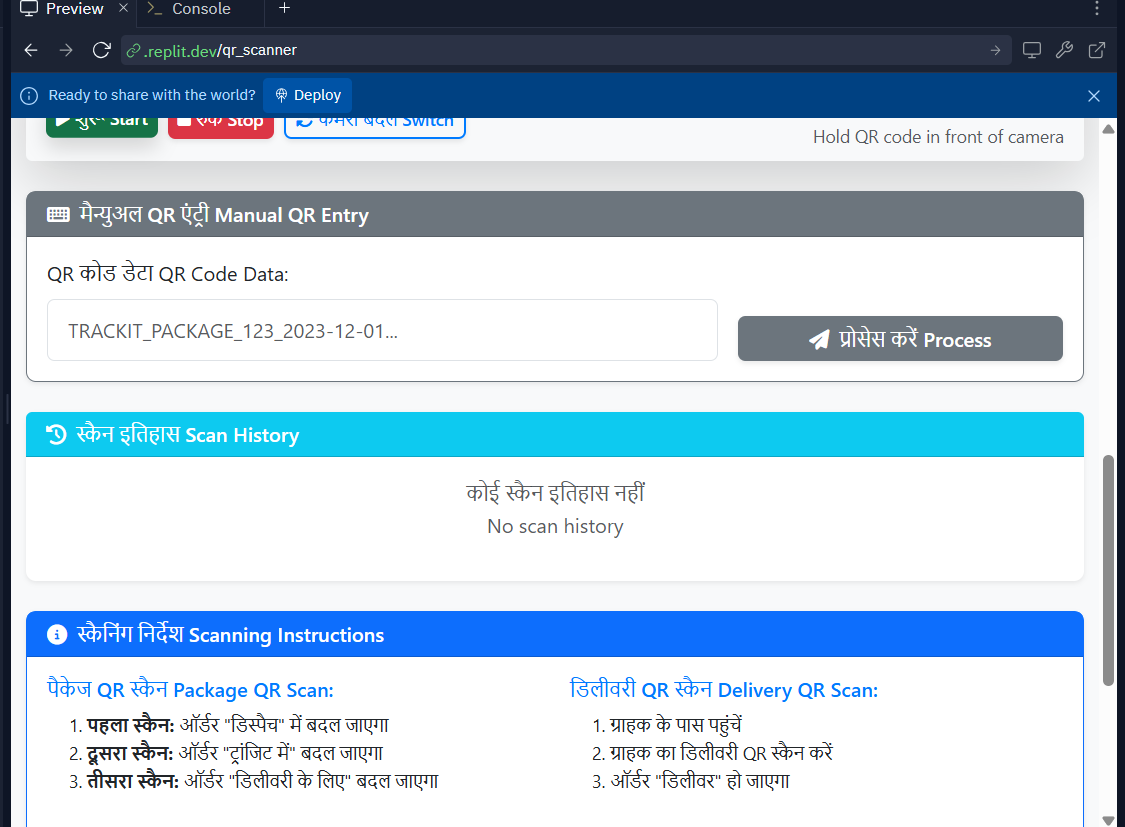 Preview
Console
.replit.dev/qr_scanner
Ready to share with the world? Deploy
शुरू Start
रुक Stop
कैमरा बदल Switch
Hold QR code in front of camera
मैन्युअल QR एंट्री Manual QR Entry
QR कोड डेटा QR Code Data:
TRACKIT_PACKAGE_123_2023-12-01...
प्रोसेस करें Process
स्कैन इतिहास Scan History
कोई स्कैन इतिहास नहीं
No scan history
स्कैनिंग निर्देश Scanning Instructions
पैकेज QR स्कैन Package QR Scan:
1. पहला स्कैन: ऑर्डर "डिस्पैच" में बदल जाएगा
2. दूसरा स्कैन: ऑर्डर "ट्रांजिट में" बदल जाएगा
3. तीसरा स्कैन: ऑर्डर "डिलीवरी के लिए" बदल जाएगा
डिलीवरी QR स्कैन Delivery QR Scan:
1. ग्राहक के पास पहुंचें
2. ग्राहक का डिलीवरी QR स्कैन करें
3. ऑर्डर "डिलीवर" हो जाएगा